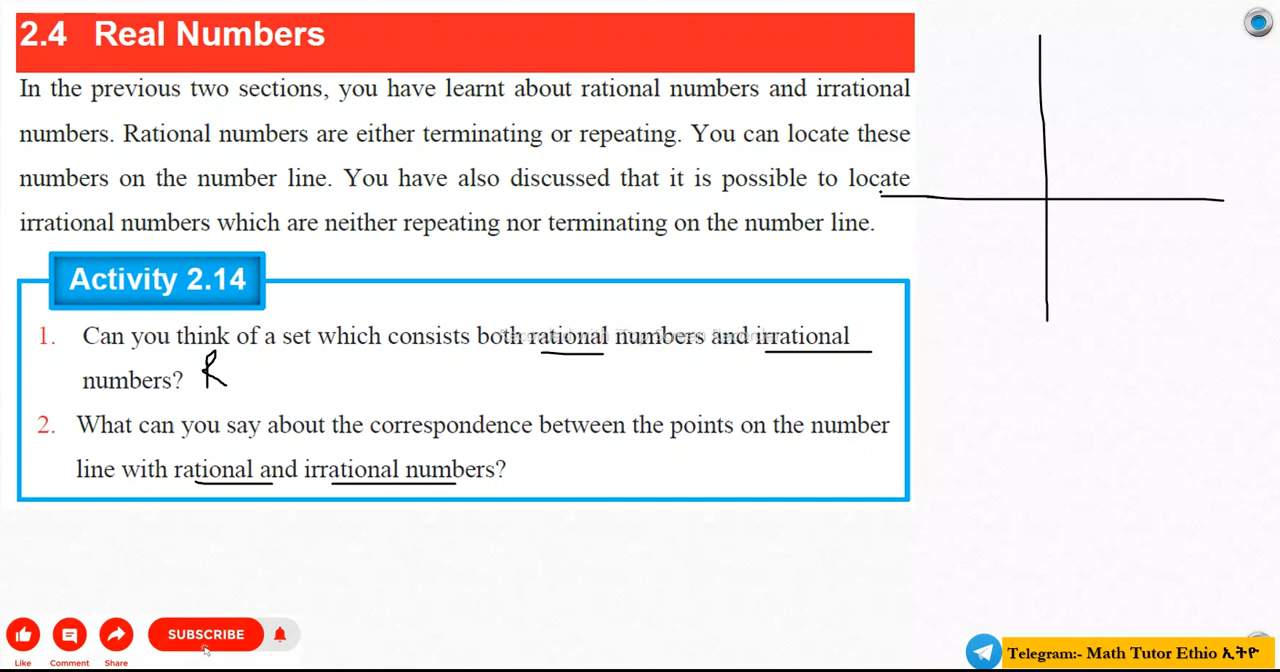 2.4 Real Numbers
In the previous two sections, you have learnt about rational numbers and irrational
numbers. Rational numbers are either terminating or repeating. You can locate these
numbers on the number line. You have also discussed that it is possible to locate
irrational numbers which are neither repeating nor terminating on the number line.
Activity 2.14
1. Can you think of a set which consists both rational numbers and irrational
numbers? R
2. What can you say about the correspondence between the points on the number
line with rational and irrational numbers?
SUBSCRIBE
Like Comment Share
Telegram:- Math Tutor Ethio ኢትዮ